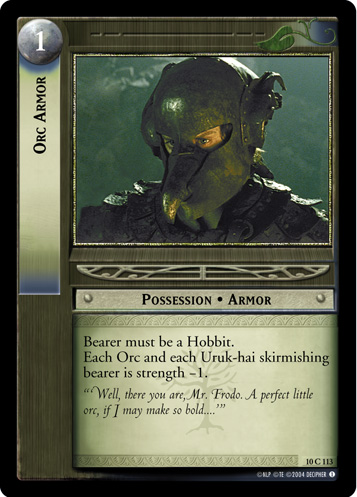 1
ORC ARMOR
POSSESSION • ARMOR
Bearer must be a Hobbit.
Each Orc and each Uruk-hai skirmishing
bearer is strength –1.
“‘Well, there you are, Mr. Frodo. A perfect little
orc, if I may make so bold....’”
10 C 113
©NLP ™©TE ©2004 DECIPHER